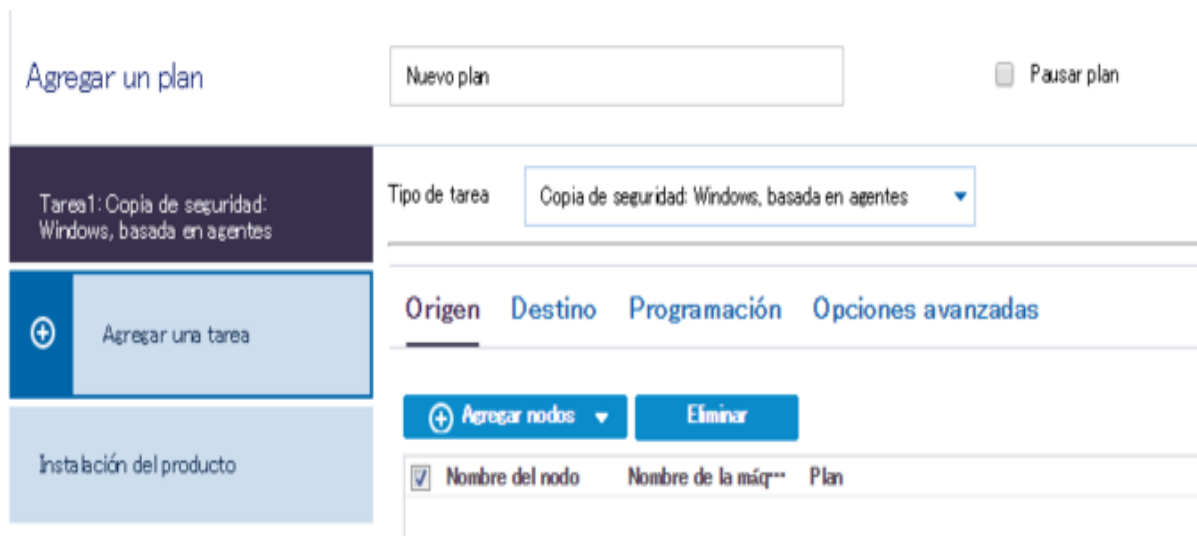 Agregar un plan
Nuevo plan
Pausar plan
Tarea1: Copia de seguridad:
Windows, basada en agentes
Tipo de tarea
Copia de seguridad: Windows, basada en agentes
Agregar una tarea
Instalación del producto
Origen Destino Programación Opciones avanzadas
Agregar nodos Eliminar
Nombre del nodo Nombre de la máq··· Plan